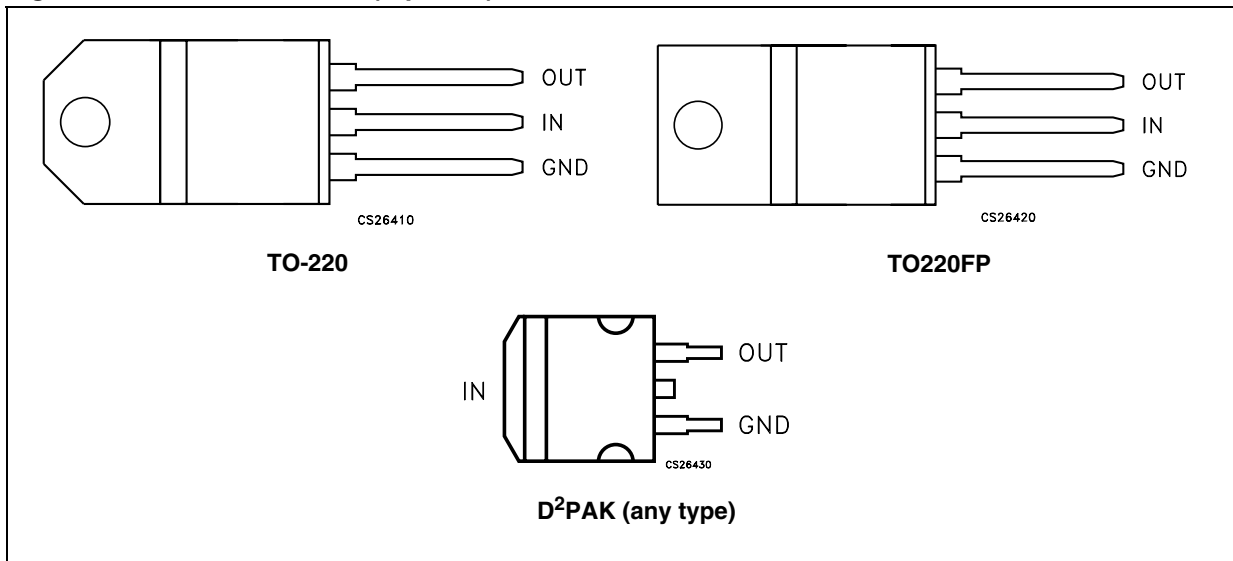 OUT
IN
GND
CS26410
TO-220
OUT
IN
GND
CS26420
TO220FP
IN
OUT
GND
CS26430
D²PAK (any type)